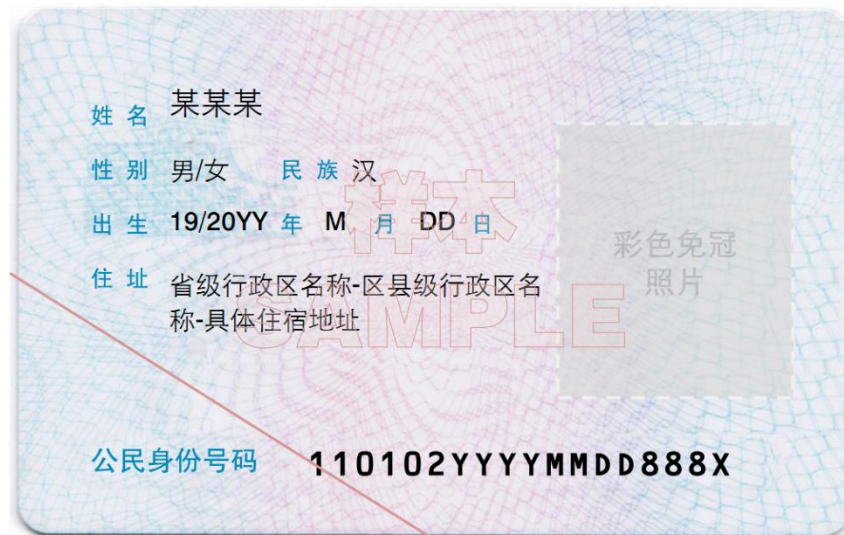 姓名 某某某
性别 男/女 民族 汉
出生 19/20YY 年 M 月 DD 日
样本
住址 省级行政区名称-区县级行政区名
称-具体住宿地址
SAMPLE
彩色免冠
照片
公民身份号码 110102YYYYMMDD888X